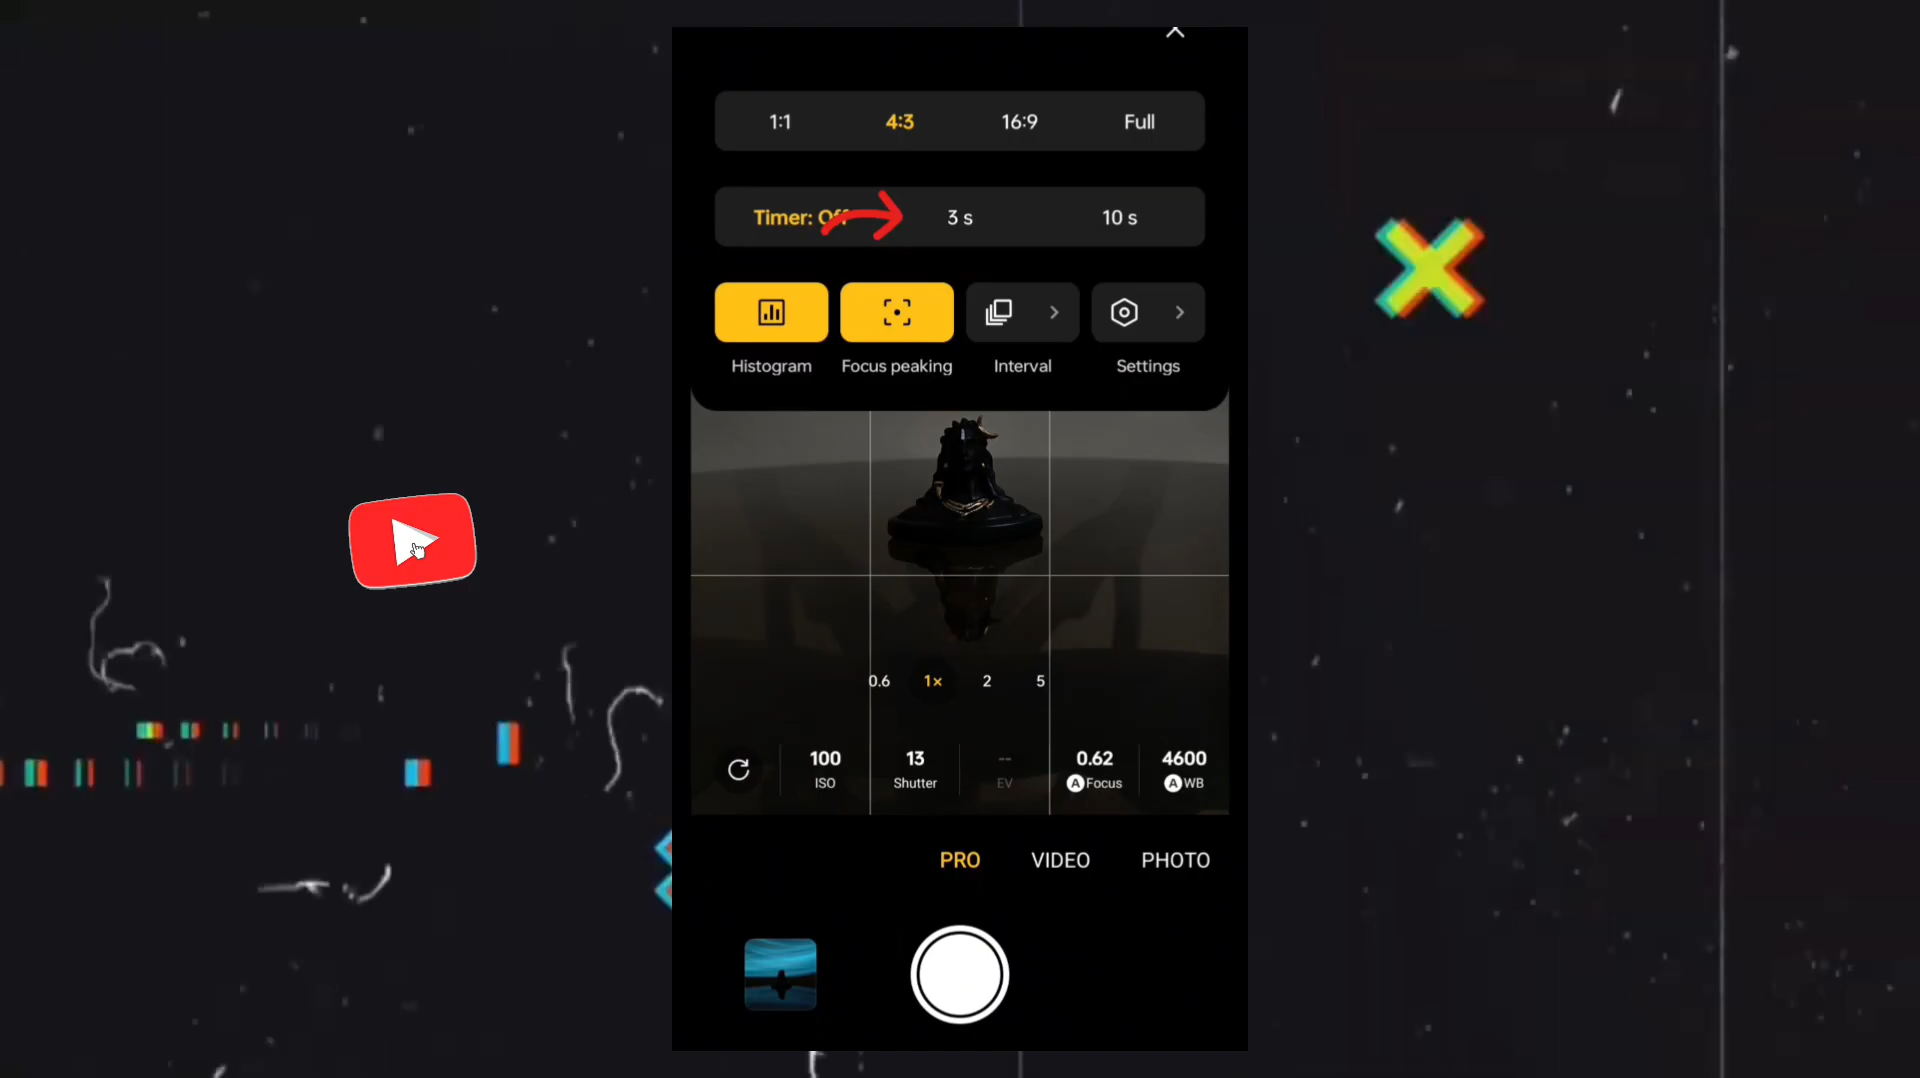 1:1 4:3 16:9 Full
Timer: Off 3 s 10 s
Histogram Focus peaking Interval Settings
0.6 1× 2 5
100 13 -- 0.62 4600
ISO Shutter EV A Focus A WB
PRO VIDEO PHOTO